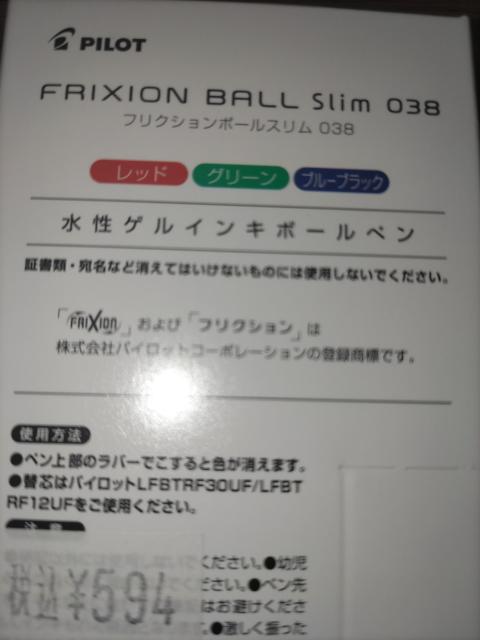 PILOT
FRIXION BALL Slim 038
フリクションボールスリム 038
レッド グリーン ブルーブラック
水性ゲルインキボールペン
証書類・宛名など消えてはいけないものには使用しないでください。
「FRIXION」および「フリクション」は
株式会社パイロットコーポレーションの登録商標です。
使用方法
●ペン上部のラバーでこすると色が消えます。
●替芯はパイロットLFBTRF30UF/LFBT
RF12UFをご使用ください。
注意
ください。●幼児
ださい。●ペン先
税込¥594
はお避けくださ
。●激しく振った